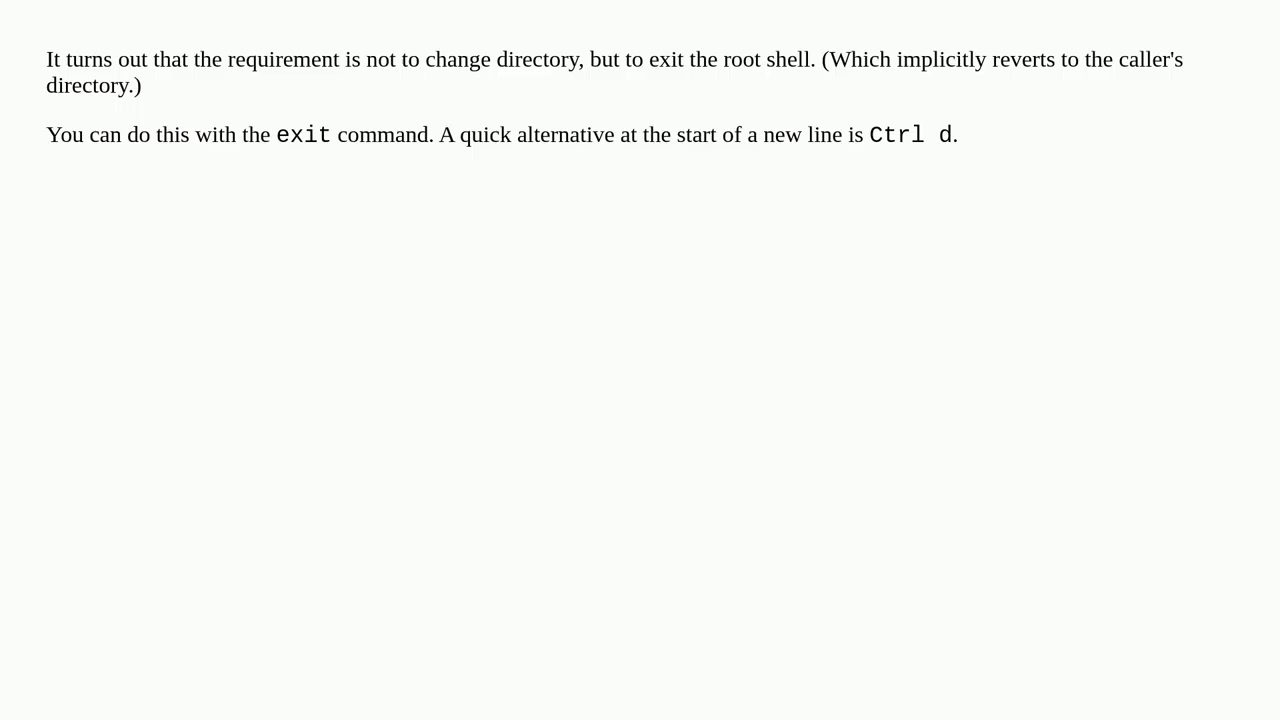 It turns out that the requirement is not to change directory, but to exit the root shell. (Which implicitly reverts to the caller's
directory.)
You can do this with the exit command. A quick alternative at the start of a new line is Ctrl d.